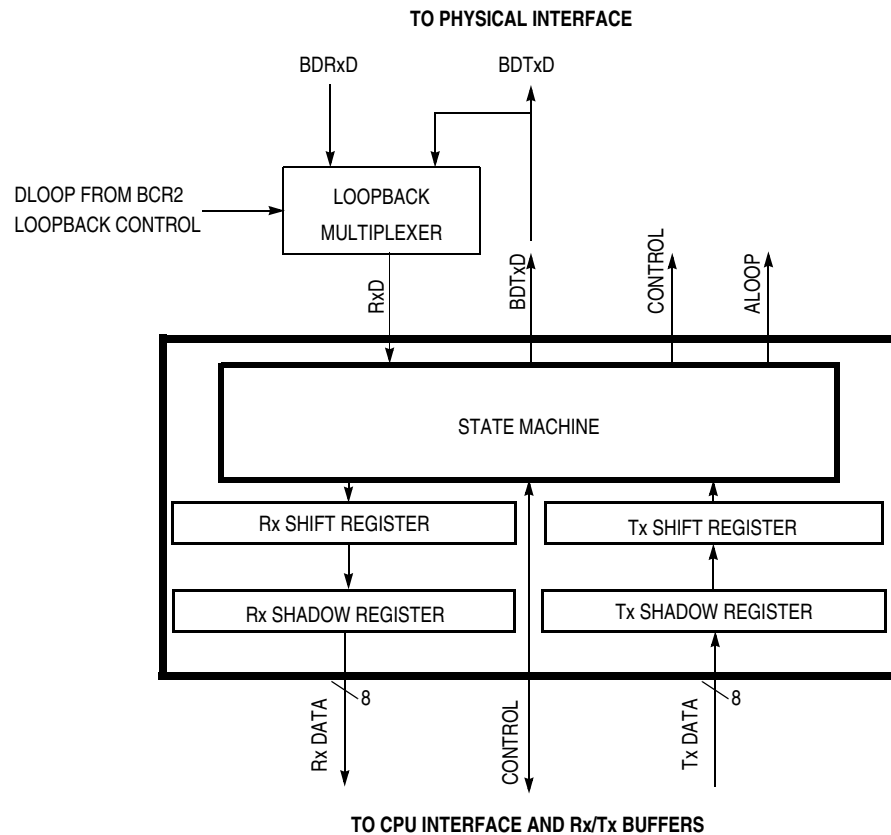 TO PHYSICAL INTERFACE
BDRxD
BDTxD
DLOOP FROM BCR2
LOOPBACK CONTROL
LOOPBACK
MULTIPLEXER
RxD
BDTxD
CONTROL
ALOOP
STATE MACHINE
Rx SHIFT REGISTER
Tx SHIFT REGISTER
Rx SHADOW REGISTER
Tx SHADOW REGISTER
8
8
Rx DATA
CONTROL
Tx DATA
TO CPU INTERFACE AND Rx/Tx BUFFERS